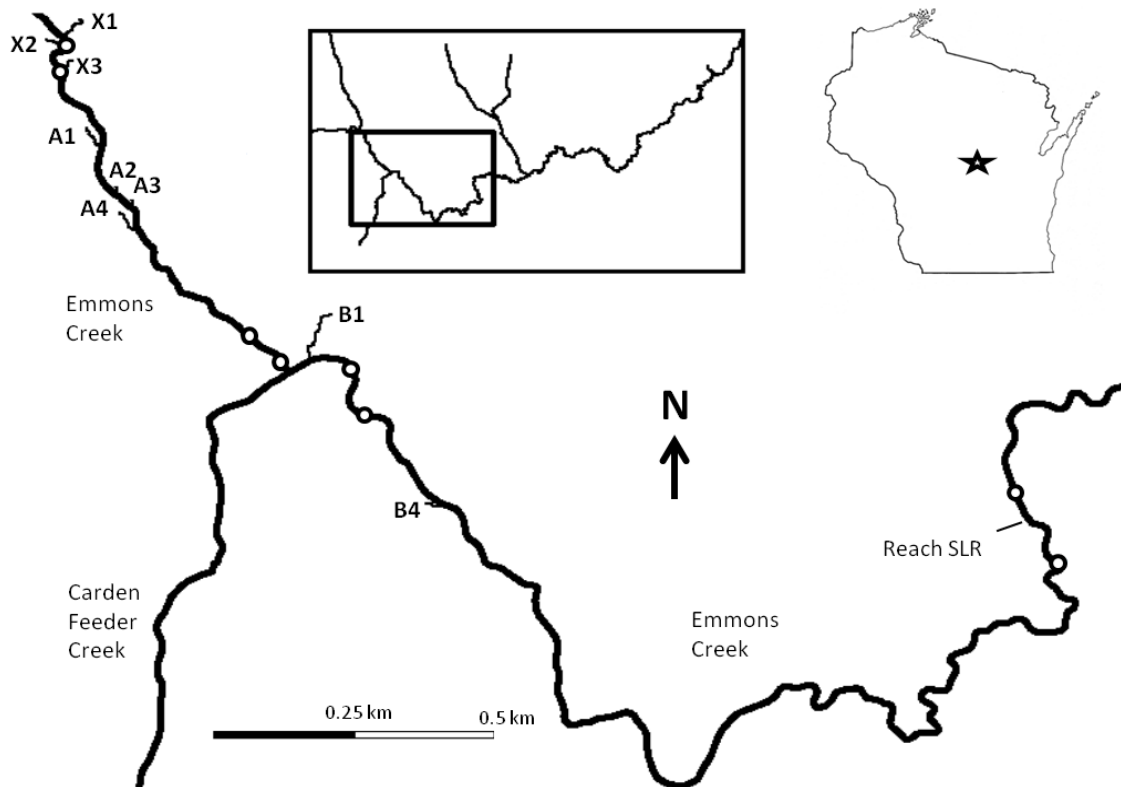 X1
X2
X3
A1
A2
A3
A4
Emmons
Creek
B1
N
B4
Reach SLR
Carden
Feeder
Creek
Emmons
Creek
0.25 km
0.5 km